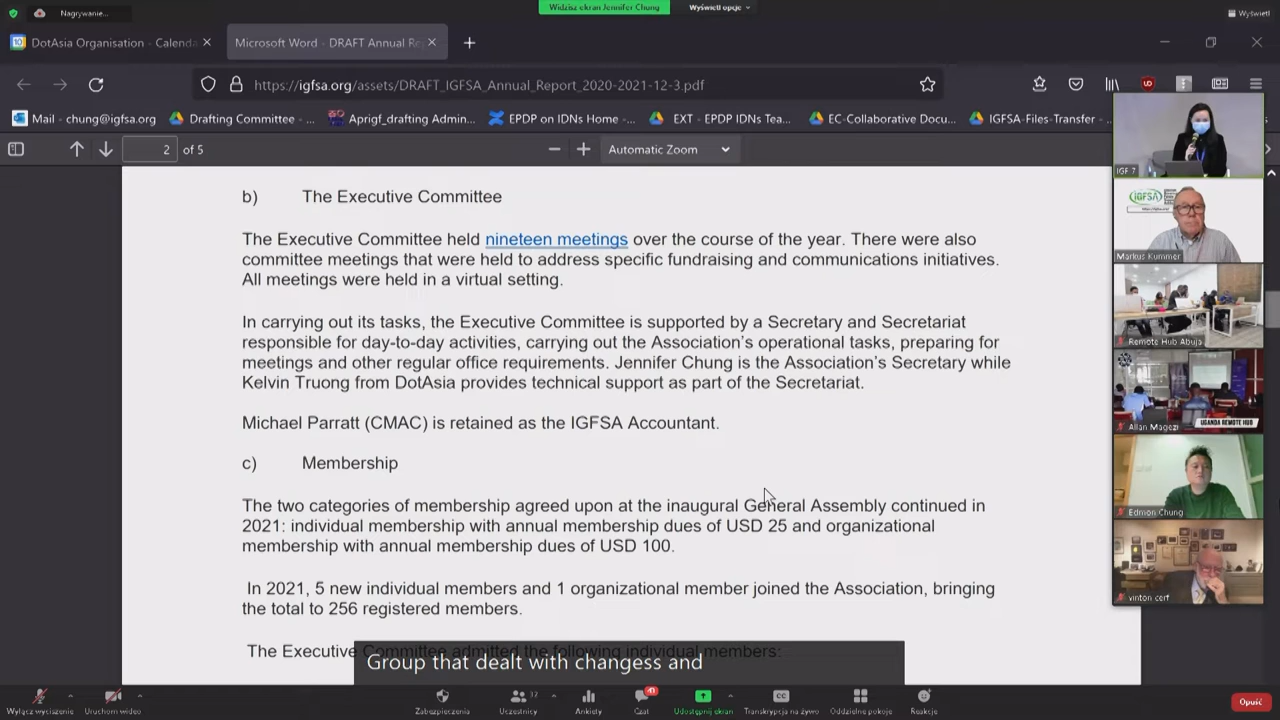 Nagrywanie...
Widzisz ekran Jennifer Chung
Wyświetl opcje
Wyświetl
DotAsia Organisation - Calenda
Microsoft Word - DRAFT Annual Re
https://igfsa.org/assets/DRAFT_IGFSA_Annual_Report_2020-2021-12-3.pdf
Mail - chung@igfsa.org
Drafting Committee - ...
Aprigf_drafting Admin...
EPDP on IDNs Home -...
EXT - EPDP IDNs Tea...
EC-Collaborative Docu...
IGFSA-Files-Transfer - ...
2 of 5
Automatic Zoom
b) The Executive Committee
The Executive Committee held nineteen meetings over the course of the year. There were also
committee meetings that were held to address specific fundraising and communications initiatives.
All meetings were held in a virtual setting.
In carrying out its tasks, the Executive Committee is supported by a Secretary and Secretariat
responsible for day-to-day activities, carrying out the Association's operational tasks, preparing for
meetings and other regular office requirements. Jennifer Chung is the Association's Secretary while
Kelvin Truong from DotAsia provides technical support as part of the Secretariat.
Michael Parratt (CMAC) is retained as the IGFSA Accountant.
c) Membership
The two categories of membership agreed upon at the inaugural General Assembly continued in
2021: individual membership with annual membership dues of USD 25 and organizational
membership with annual membership dues of USD 100.
In 2021, 5 new individual members and 1 organizational member joined the Association, bringing
the total to 256 registered members.
The Executive Committee admitted the following individual members:
Group that dealt with changess and
IGF 7
IGFSA
Markus Kummer
Remote Hub Abuja
UGANDA REMOTE HUB
Allan Magezi
Edmon Chung
vinton cerf
Wyłącz wyciszenie
Uruchom wideo
Zabezpieczenia
Uczestnicy
Ankiety
Czat
Udostępnij ekran
Transkrypcja na żywo
Oddzielne pokoje
Reakcje
Opuść